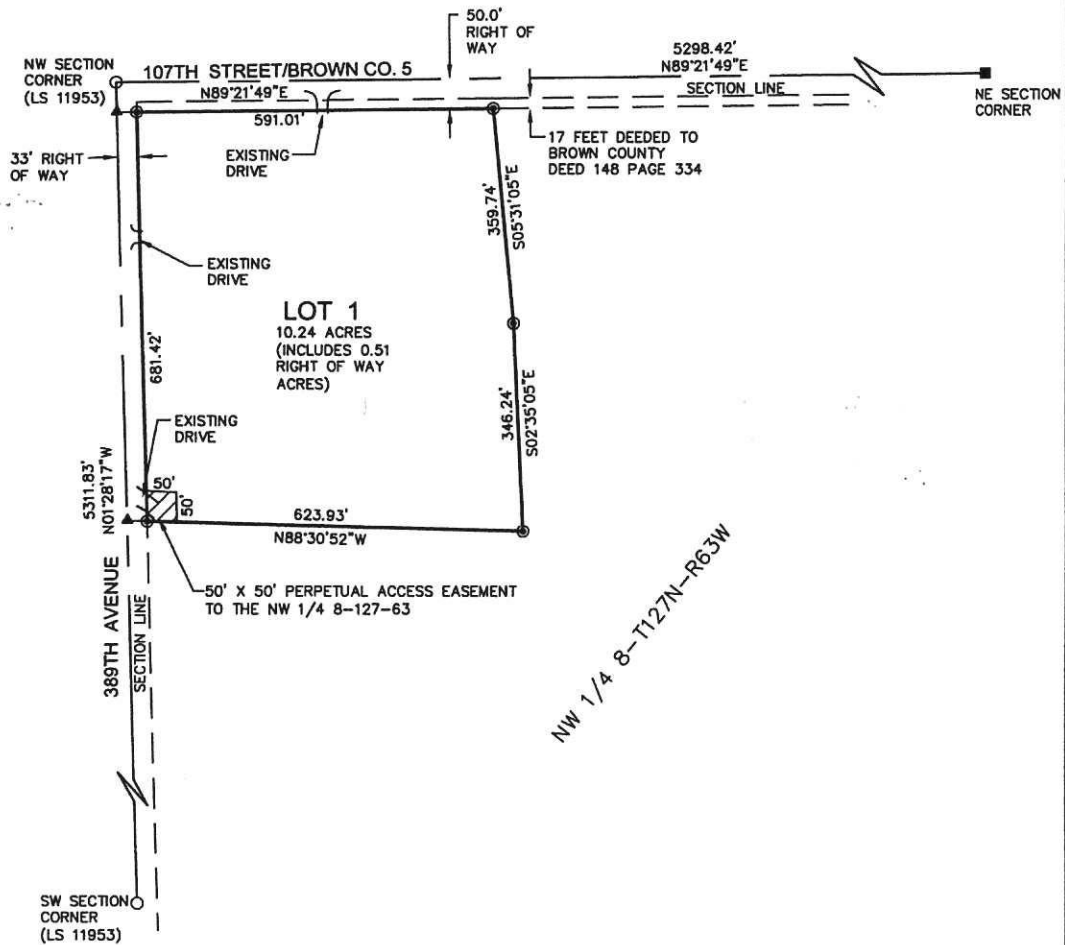 50.0'
RIGHT OF
WAY
5298.42'
N89°21'49"E
SECTION LINE
NE SECTION
CORNER
NW SECTION
CORNER
(LS 11953)
107TH STREET/BROWN CO. 5
N89°21'49"E
591.01'
33' RIGHT
OF WAY
EXISTING
DRIVE
17 FEET DEEDED TO
BROWN COUNTY
DEED 148 PAGE 334
359.74'
S05°31'05"E
EXISTING
DRIVE
LOT 1
10.24 ACRES
(INCLUDES 0.51
RIGHT OF WAY
ACRES)
681.42'
346.24'
S02°35'05"E
EXISTING
DRIVE
50'
50'
5311.83'
N01°28'17"W
623.93'
N88°30'52"W
50' X 50' PERPETUAL ACCESS EASEMENT
TO THE NW 1/4 8-127-63
389TH AVENUE
SECTION LINE
NW 1/4 8-T127N-R63W
SW SECTION
CORNER
(LS 11953)